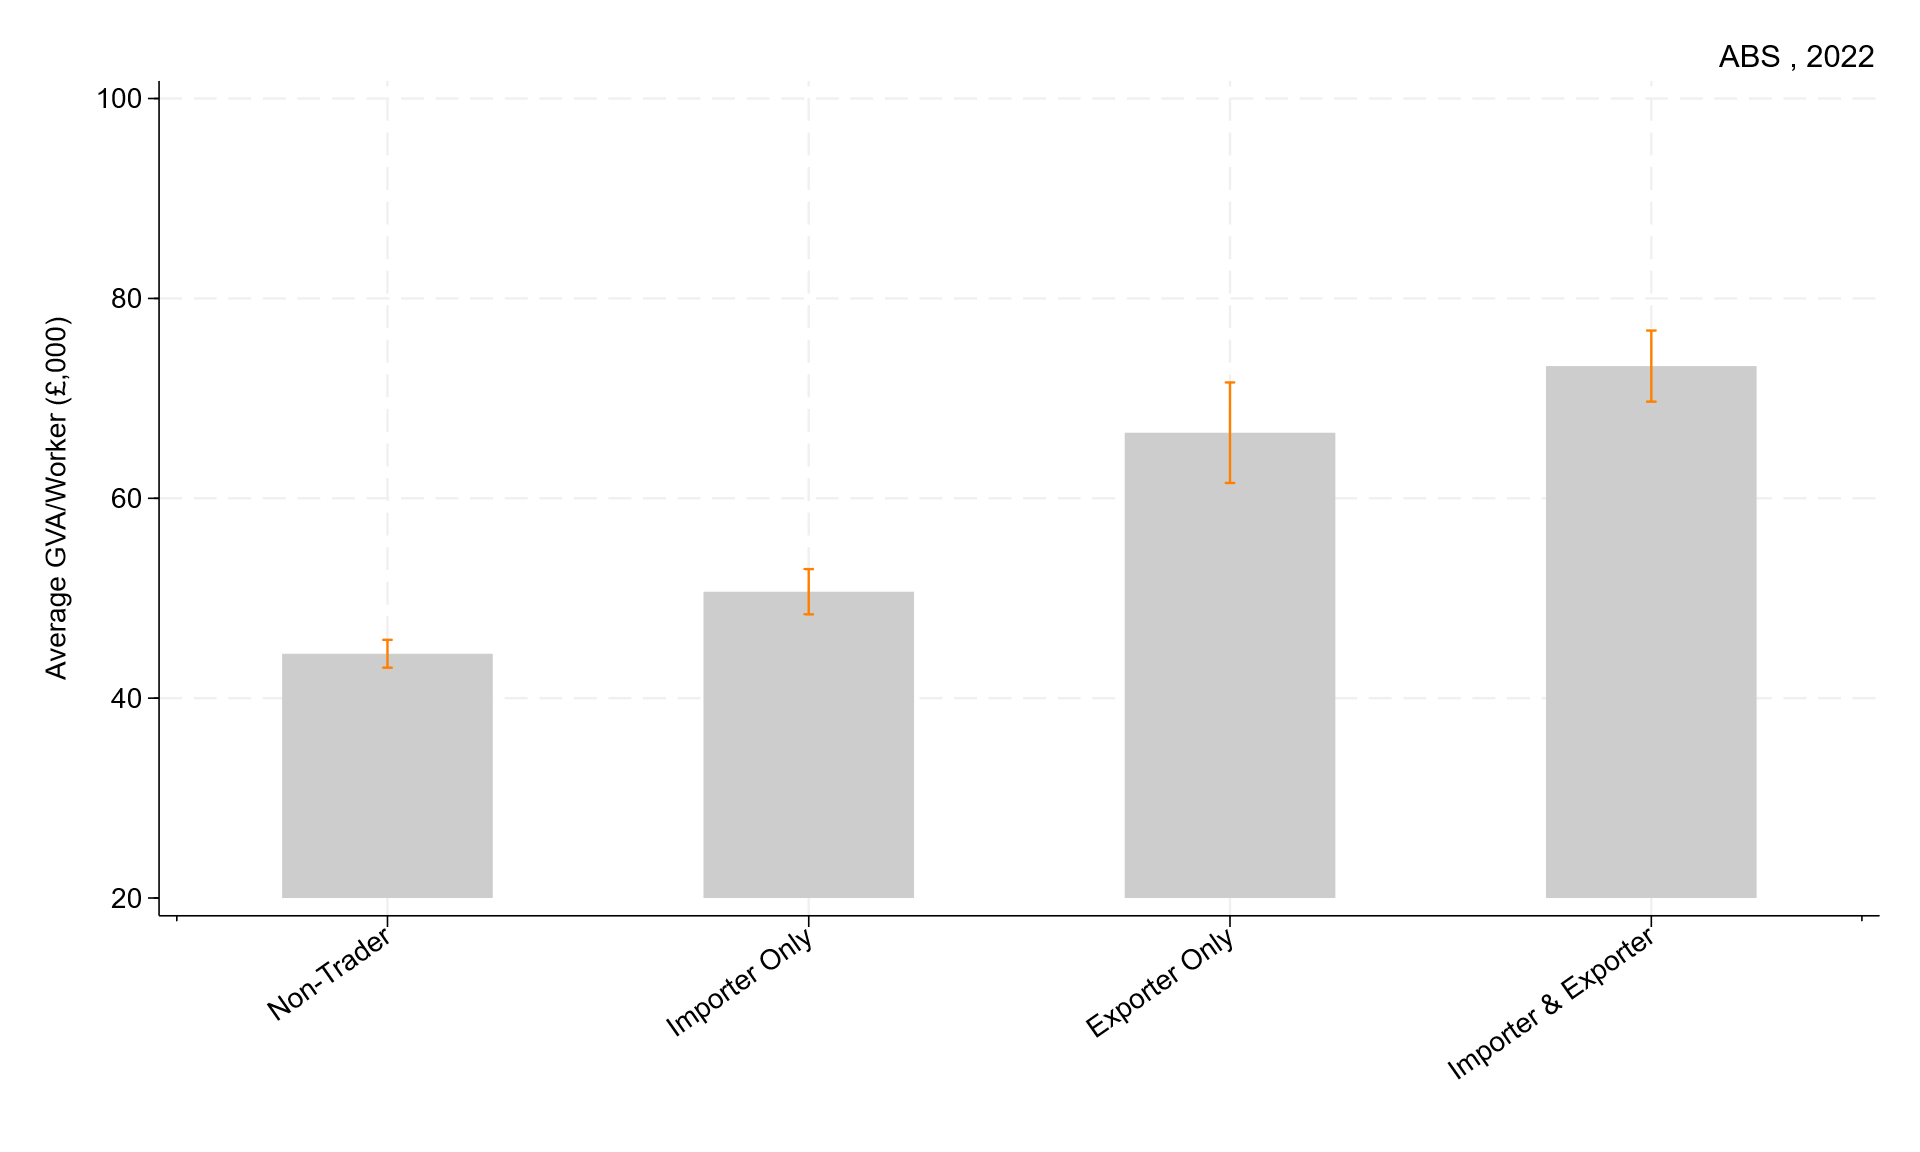 ABS , 2022
Average GVA/Worker (£,000)
100
80
60
40
20
Non-Trader
Importer Only
Exporter Only
Importer & Exporter